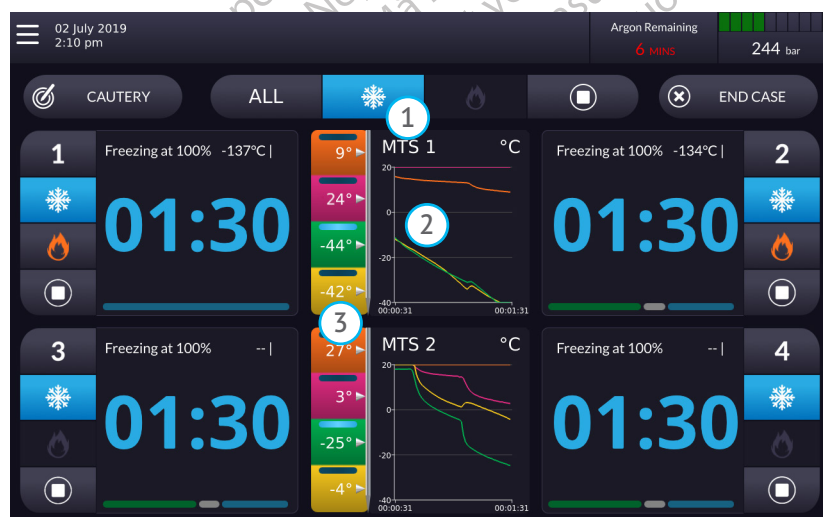 02 July 2019
2:10 pm
Argon Remaining
6 MINS
244 bar
CAUTERY
ALL
END CASE
1
1
Freezing at 100% -137°C |
01:30
9°
24°
-44°
-42°
MTS 1 °C
20
0
-20
-40
00:00:31 00:01:31
2
3
Freezing at 100% -134°C |
01:30
2
3
Freezing at 100% -- |
01:30
27°
3°
-25°
-4°
MTS 2 °C
20
0
-20
-40
00:00:31 00:01:31
Freezing at 100% -- |
01:30
4